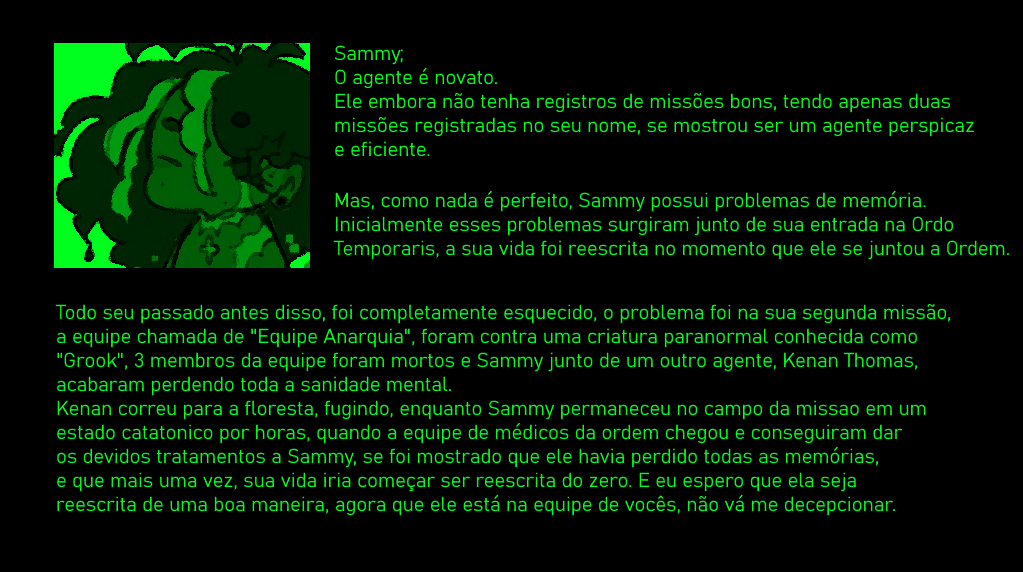 Sammy;
O agente é novato.
Ele embora não tenha registros de missões bons, tendo apenas duas
missões registradas no seu nome, se mostrou ser um agente perspicaz
e eficiente.
Mas, como nada é perfeito, Sammy possui problemas de memória.
Inicialmente esses problemas surgiram junto de sua entrada na Ordo
Temporaris, a sua vida foi reescrita no momento que ele se juntou a Ordem.
Todo seu passado antes disso, foi completamente esquecido, o problema foi na sua segunda missão,
a equipe chamada de "Equipe Anarquia", foram contra uma criatura paranormal conhecida como
"Grook", 3 membros da equipe foram mortos e Sammy junto de um outro agente, Kenan Thomas,
acabaram perdendo toda a sanidade mental.
Kenan correu para a floresta, fugindo, enquanto Sammy permaneceu no campo da missao em um
estado catatonico por horas, quando a equipe de médicos da ordem chegou e conseguiram dar
os devidos tratamentos a Sammy, se foi mostrado que ele havia perdido todas as memórias,
e que mais uma vez, sua vida iria começar ser reescrita do zero. E eu espero que ela seja
reescrita de uma boa maneira, agora que ele está na equipe de vocês, não vá me decepcionar.